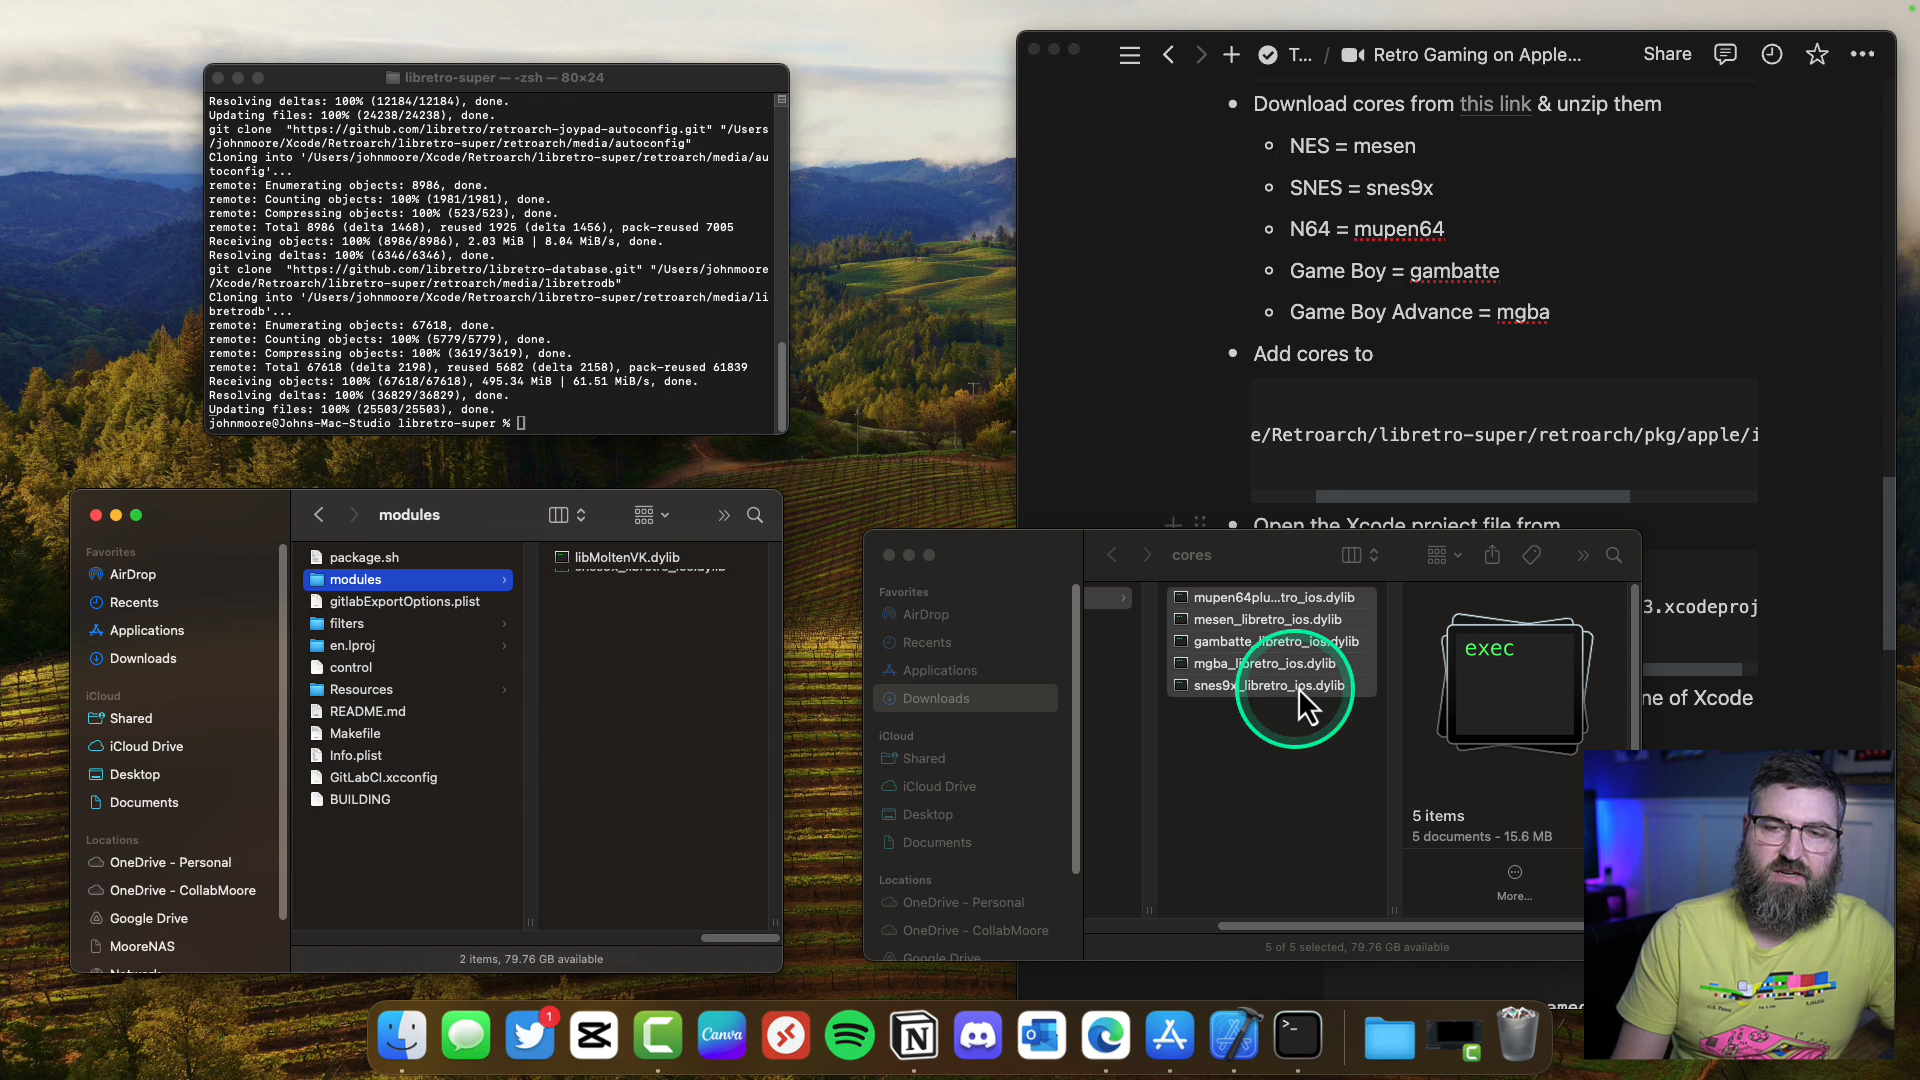 libretro-super — -zsh — 80×24
Resolving deltas: 100% (12184/12184), done.
Updating files: 100% (24238/24238), done.
git clone  "https://github.com/libretro/retroarch-joypad-autoconfig.git" "/Users
/johnmoore/Xcode/Retroarch/libretro-super/retroarch/media/autoconfig"
Cloning into '/Users/johnmoore/Xcode/Retroarch/libretro-super/retroarch/media/au
toconfig'...
remote: Enumerating objects: 8986, done.
remote: Counting objects: 100% (1981/1981), done.
remote: Compressing objects: 100% (523/523), done.
remote: Total 8986 (delta 1468), reused 1925 (delta 1456), pack-reused 7005
Receiving objects: 100% (8986/8986), 2.03 MiB | 8.04 MiB/s, done.
Resolving deltas: 100% (6346/6346), done.
git clone  "https://github.com/libretro/libretro-database.git" "/Users/johnmoore
/Xcode/Retroarch/libretro-super/retroarch/media/libretrodb"
Cloning into '/Users/johnmoore/Xcode/Retroarch/libretro-super/retroarch/media/li
bretrodb'...
remote: Enumerating objects: 67618, done.
remote: Counting objects: 100% (5779/5779), done.
remote: Compressing objects: 100% (3619/3619), done.
remote: Total 67618 (delta 2198), reused 5682 (delta 2158), pack-reused 61839
Receiving objects: 100% (67618/67618), 495.34 MiB | 61.51 MiB/s, done.
Resolving deltas: 100% (36829/36829), done.
Updating files: 100% (25503/25503), done.
johnmoore@Johns-Mac-Studio libretro-super %
T... / Retro Gaming on Apple... Share
Download cores from this link & unzip them
NES = mesen
SNES = snes9x
N64 = mupen64
Game Boy = gambatte
Game Boy Advance = mgba
Add cores to
e/Retroarch/libretro-super/retroarch/pkg/apple/i
Open the Xcode project file from
3.xcodeproj
ne of Xcode
modules
Favorites
AirDrop
Recents
Applications
Downloads
iCloud
Shared
iCloud Drive
Desktop
Documents
Locations
OneDrive - Personal
OneDrive - CollabMoore
Google Drive
MooreNAS
Network
package.sh
modules
gitlabExportOptions.plist
filters
en.lproj
control
Resources
README.md
Makefile
Info.plist
GitLabCI.xcconfig
BUILDING
libMoltenVK.dylib
snes9x_libretro_ios.dylib
2 items, 79.76 GB available
cores
Favorites
AirDrop
Recents
Applications
Downloads
iCloud
Shared
iCloud Drive
Desktop
Documents
Locations
OneDrive - Personal
OneDrive - CollabMoore
Google Drive
mupen64plu...tro_ios.dylib
mesen_libretro_ios.dylib
gambatte_libretro_ios.dylib
mgba_libretro_ios.dylib
snes9x_libretro_ios.dylib
exec
5 items
5 documents - 15.6 MB
More...
5 of 5 selected, 79.76 GB available
1
Canva